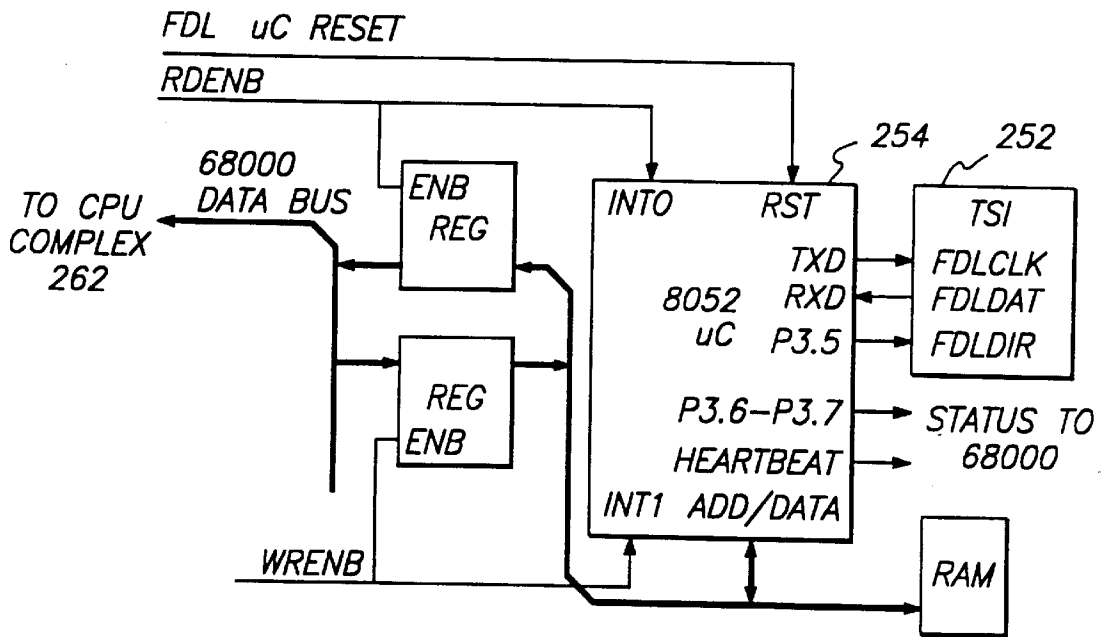 FDL uC RESET
RDENB
254
252
68000
DATA BUS
TO CPU
COMPLEX
262
ENB
REG
INTO
RST
TSI
TXD
FDLCLK
RXD
FDLDAT
8052
uC
P3.5
FDLDIR
REG
ENB
P3.6-P3.7
STATUS TO
68000
HEARTBEAT
INT1 ADD/DATA
WRENB
RAM